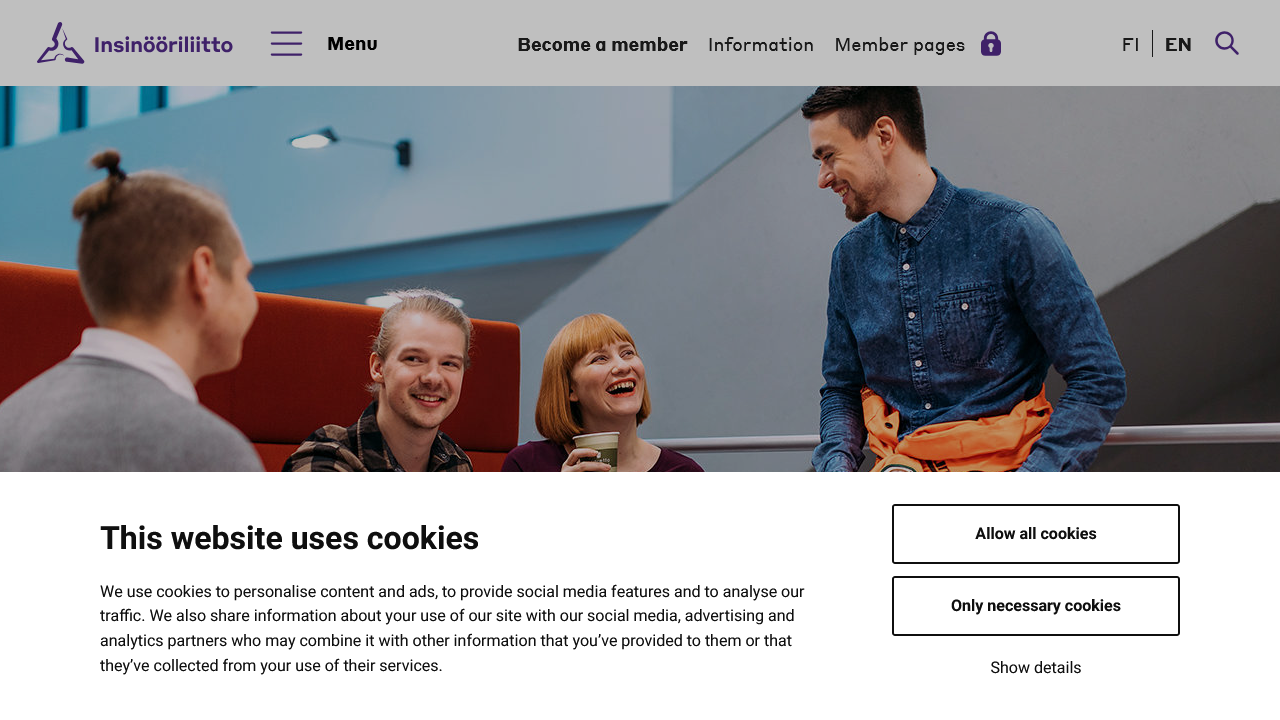 Insinööriliitto
Menu
Become a member
Information
Member pages
FI
EN
This website uses cookies
We use cookies to personalise content and ads, to provide social media features and to analyse our
traffic. We also share information about your use of our site with our social media, advertising and
analytics partners who may combine it with other information that you’ve provided to them or that
they’ve collected from your use of their services.
Allow all cookies
Only necessary cookies
Show details